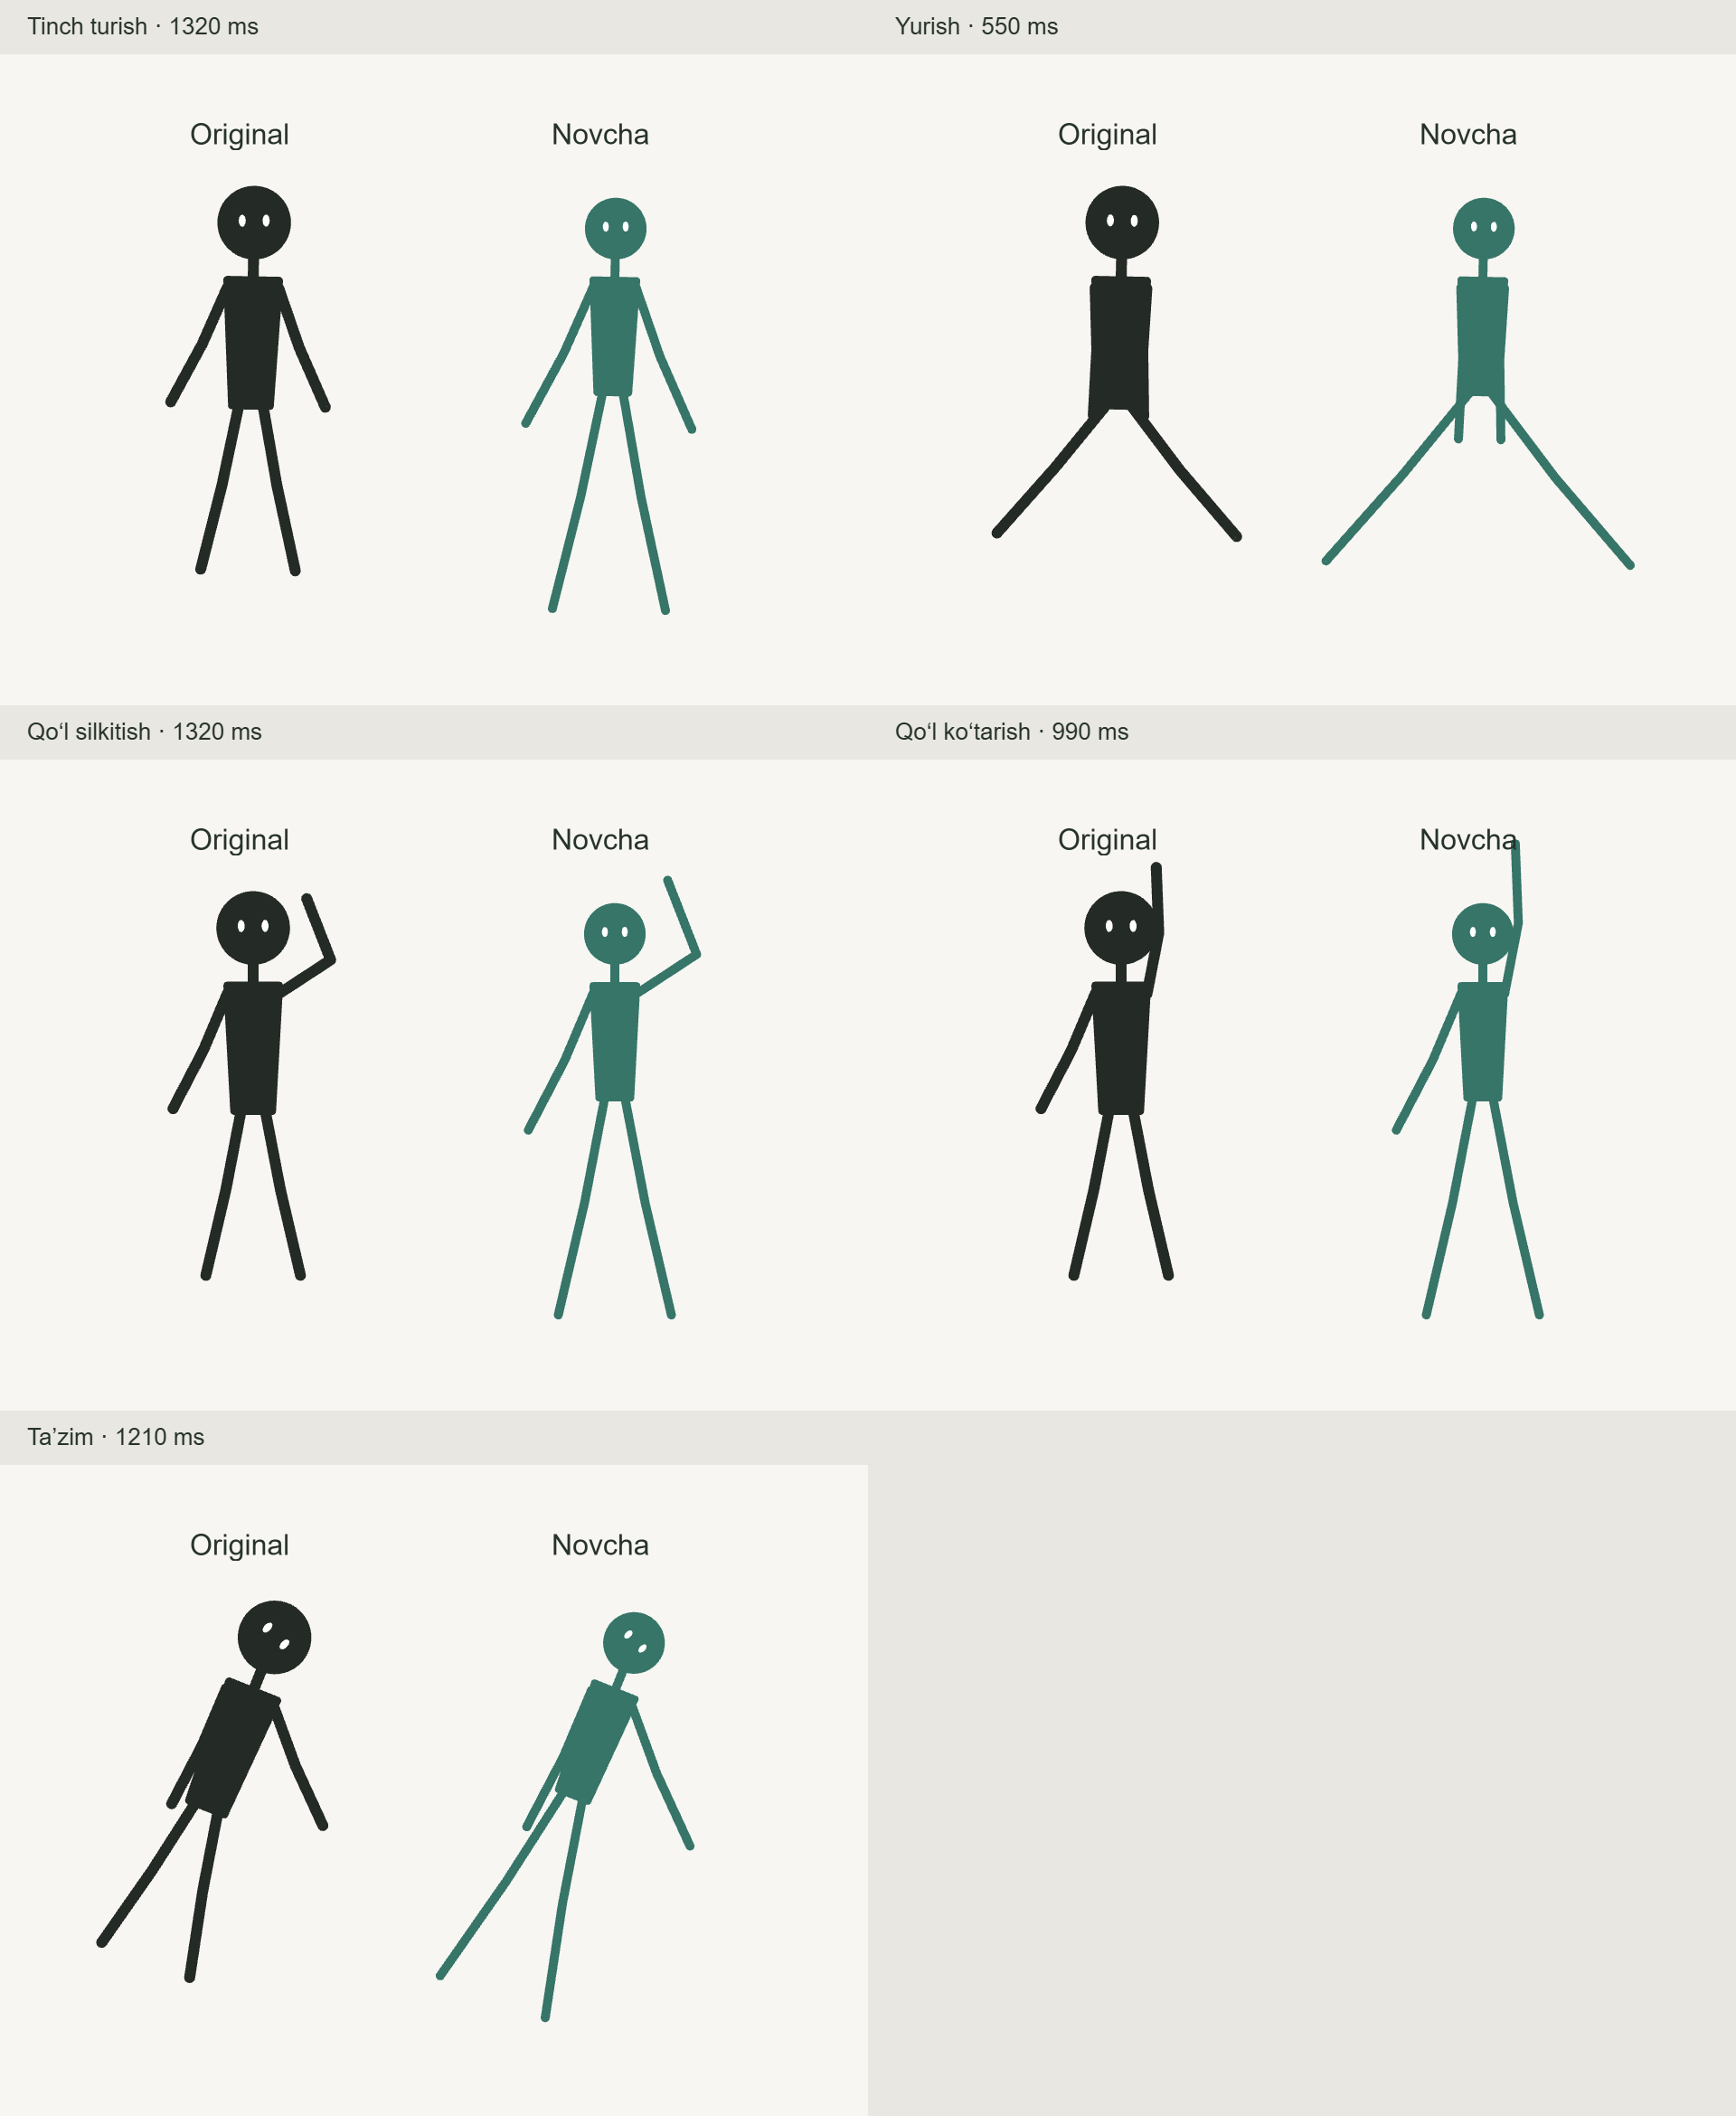 Tinch turish · 1320 ms
Original
Novcha
Yurish · 550 ms
Original
Novcha
Qo‘l silkitish · 1320 ms
Original
Novcha
Qo‘l ko‘tarish · 990 ms
Original
Novcha
Ta’zim · 1210 ms
Original
Novcha